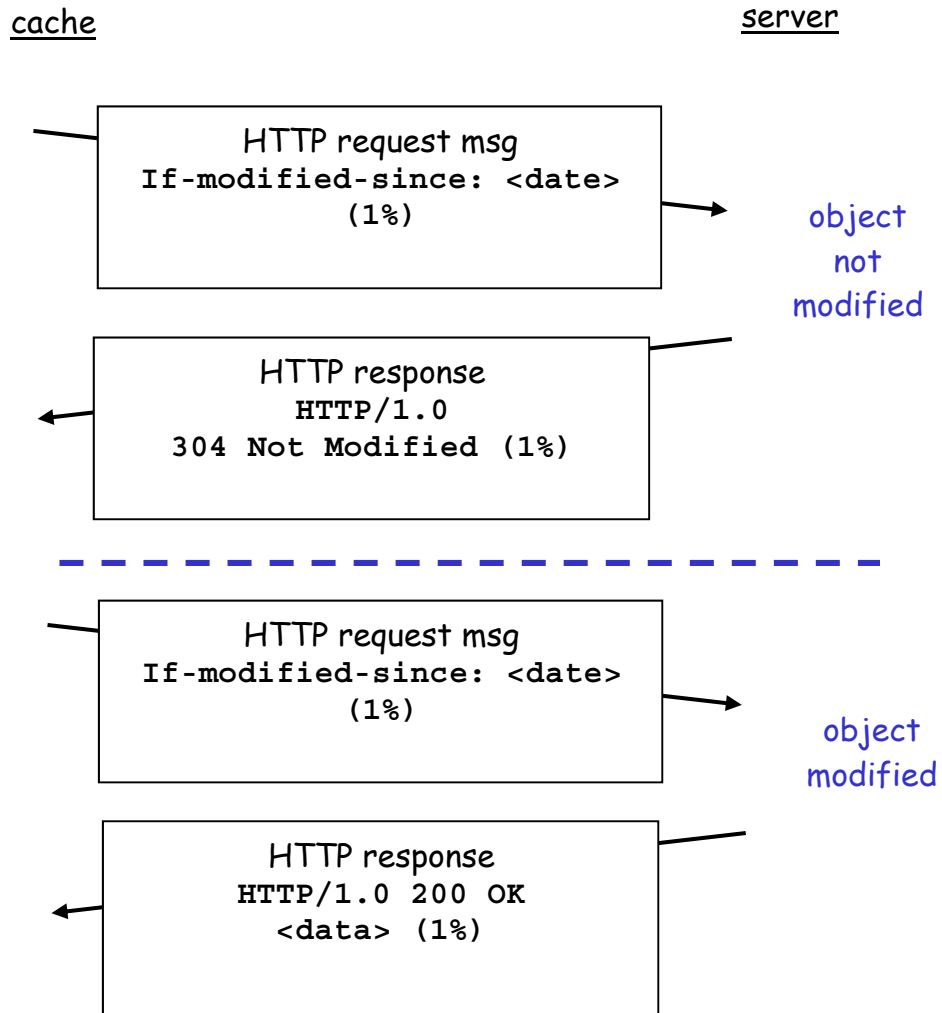 cache
server
HTTP request msg
If-modified-since: <date>
(1%)
object
not
modified
HTTP response
HTTP/1.0
304 Not Modified (1%)
HTTP request msg
If-modified-since: <date>
(1%)
object
modified
HTTP response
HTTP/1.0 200 OK
<data> (1%)